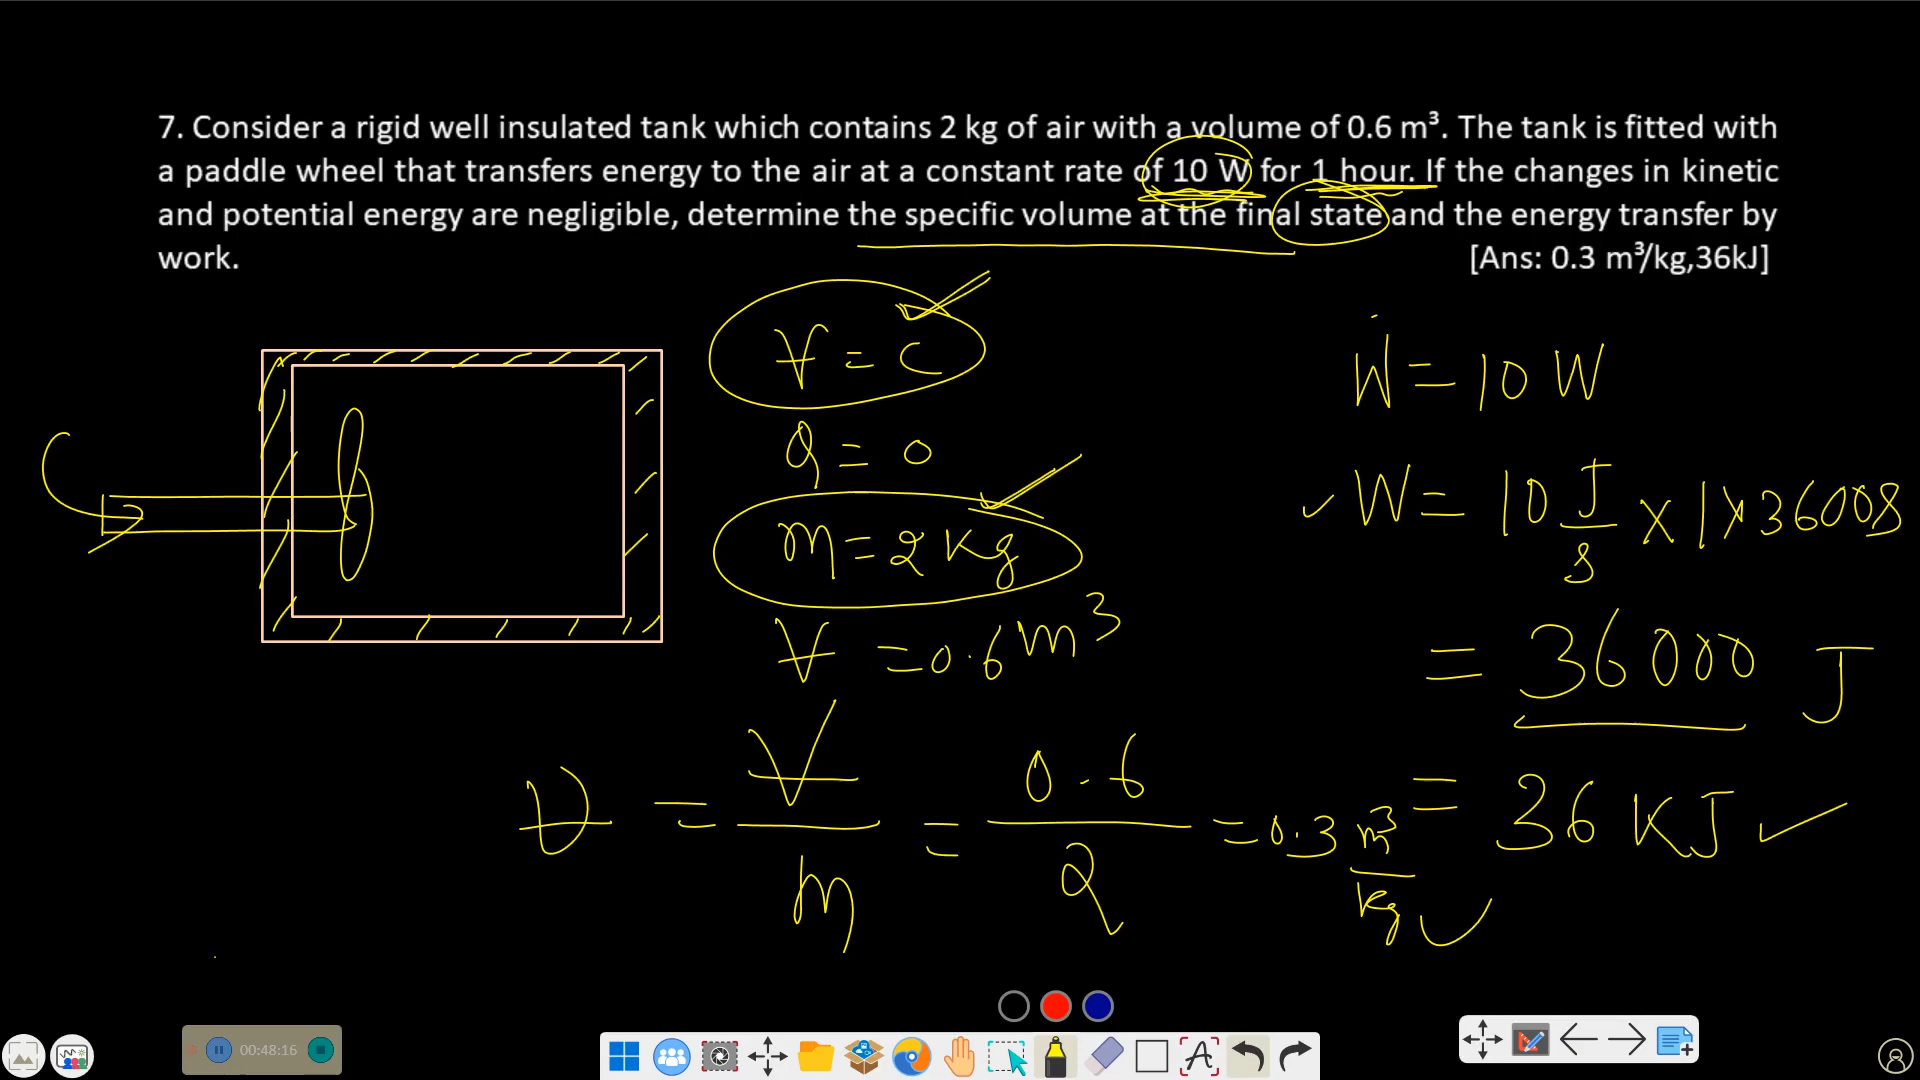 7. Consider a rigid well insulated tank which contains 2 kg of air with a volume of 0.6 m³. The tank is fitted with
a paddle wheel that transfers energy to the air at a constant rate of 10 W for 1 hour. If the changes in kinetic
and potential energy are negligible, determine the specific volume at the final state and the energy transfer by
work. [Ans: 0.3 m³/kg,36kJ]
V = C
Q = 0
m = 2 Kg
V = 0.6 m³
v = V/m = 0.6/2 = 0.3 m³/kg
Ẇ = 10 W
W = 10 J/s × 1 × 3600s
= 36000 J
= 36 KJ
00:48:16